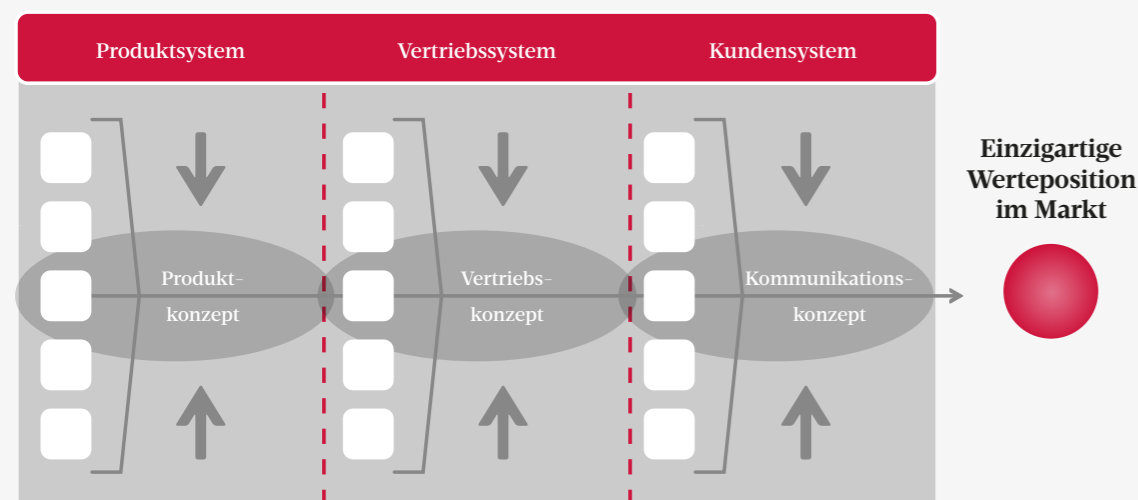 Produktsystem
Vertriebssystem
Kundensystem
Einzigartige
Werteposition
im Markt
Produkt-
konzept
Vertriebs-
konzept
Kommunikations-
konzept